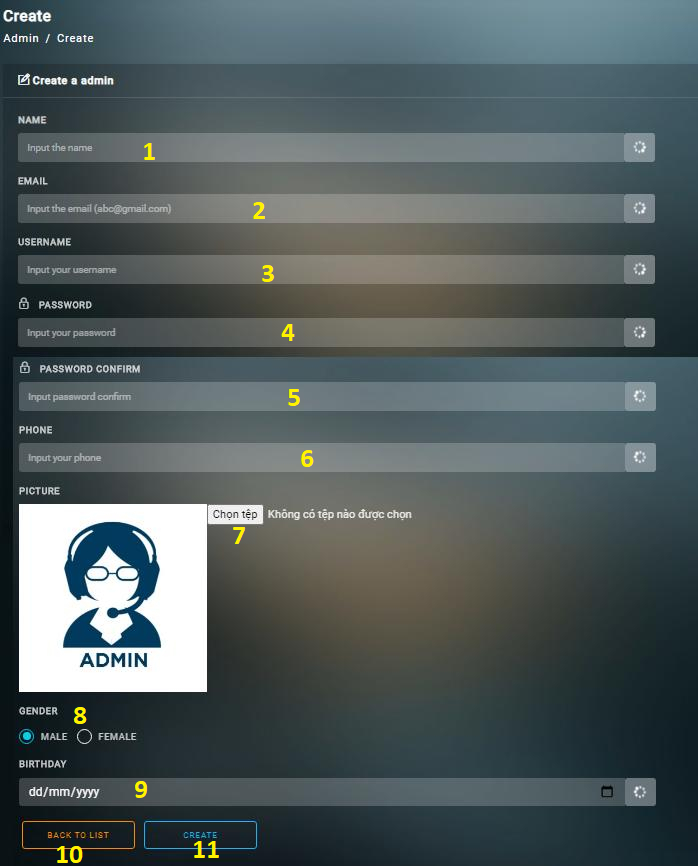 Create
Admin / Create
Create a admin
NAME
Input the name 1
EMAIL
Input the email (abc@gmail.com) 2
USERNAME
Input your username 3
PASSWORD
Input your password 4
PASSWORD CONFIRM
Input password confirm 5
PHONE
Input your phone 6
PICTURE
Chọn tệp Không có tệp nào được chọn
7
ADMIN
GENDER 8
MALE FEMALE
BIRTHDAY
dd/mm/yyyy 9
BACK TO LIST CREATE
10 11